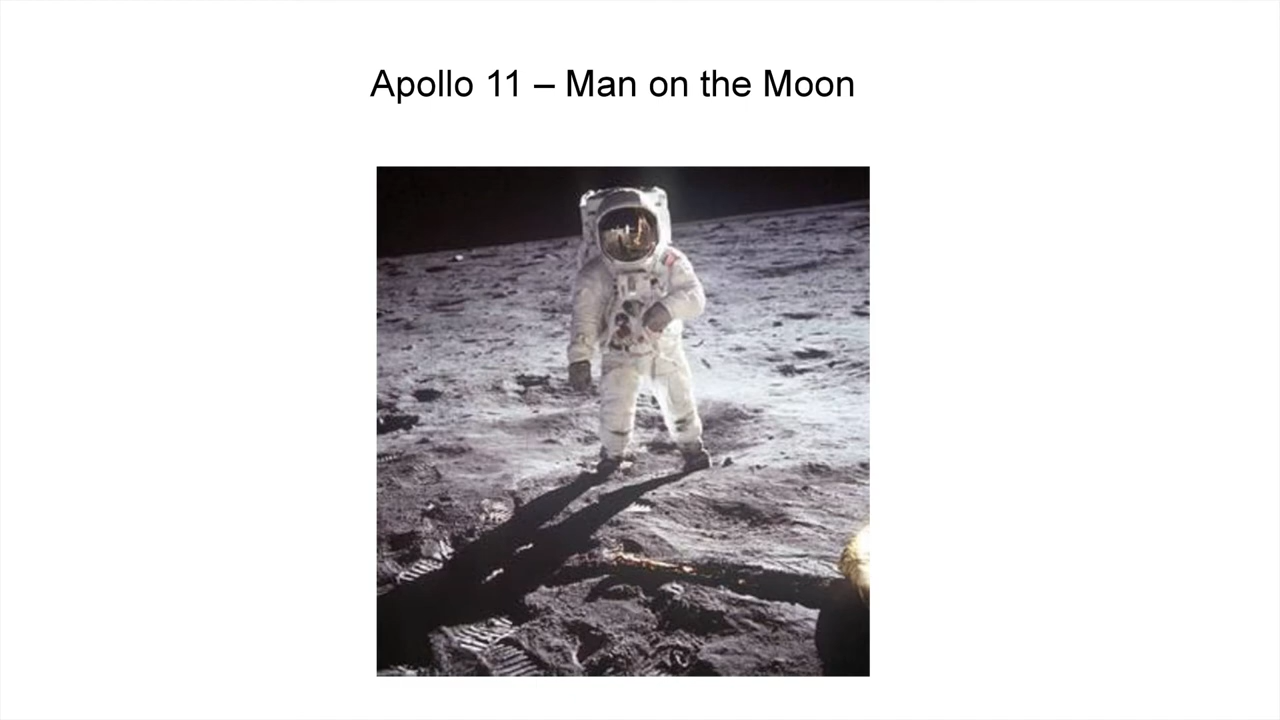 Apollo 11 – Man on the Moon